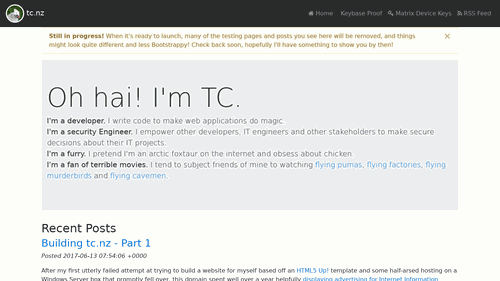 tc.nz Home Keybase Proof Matrix Device Keys RSS Feed
Still in progress! When it's ready to launch, many of the testing pages and posts you see here will be removed, and things ×
might look quite different and less Bootstrappy! Check back soon, hopefully I'll have something to show you by then!
Oh hai! I'm TC.
I'm a developer. I write code to make web applications do magic.
I'm a security Engineer. I empower other developers, IT engineers and other stakeholders to make secure
decisions about their IT projects.
I'm a furry. I pretend I'm an arctic foxtaur on the internet and obsess about chicken.
I'm a fan of terrible movies. I tend to subject friends of mine to watching flying pumas, flying factories, flying
murderbirds and flying cavemen.
Recent Posts
Building tc.nz - Part 1
Posted 2017-06-13 07:54:06 +0000
After my first utterly failed attempt at trying to build a website for myself based off an HTML5 Up! template and some half-arsed hosting on a
Windows Server box that promptly fell over, this domain spent well over a year helpfully displaying advertising for Internet Information